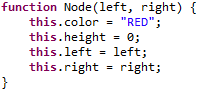 function Node(left, right) {
    this.color = "RED";
    this.height = 0;
    this.left = left;
    this.right = right;
}